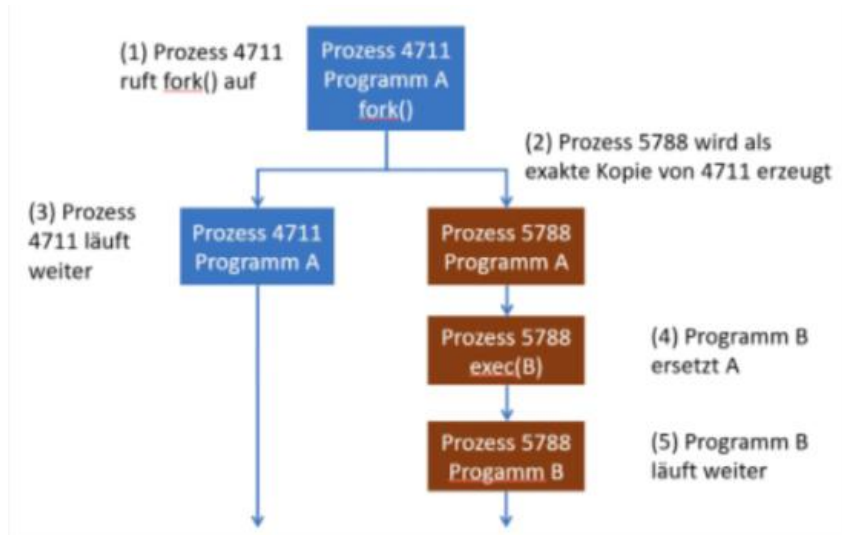 (1) Prozess 4711
ruft fork() auf
Prozess 4711
Programm A
fork()
(2) Prozess 5788 wird als
exakte Kopie von 4711 erzeugt
(3) Prozess
4711 läuft
weiter
Prozess 4711
Programm A
Prozess 5788
Programm A
Prozess 5788
exec(B)
(4) Programm B
ersetzt A
Prozess 5788
Progamm B
(5) Programm B
läuft weiter